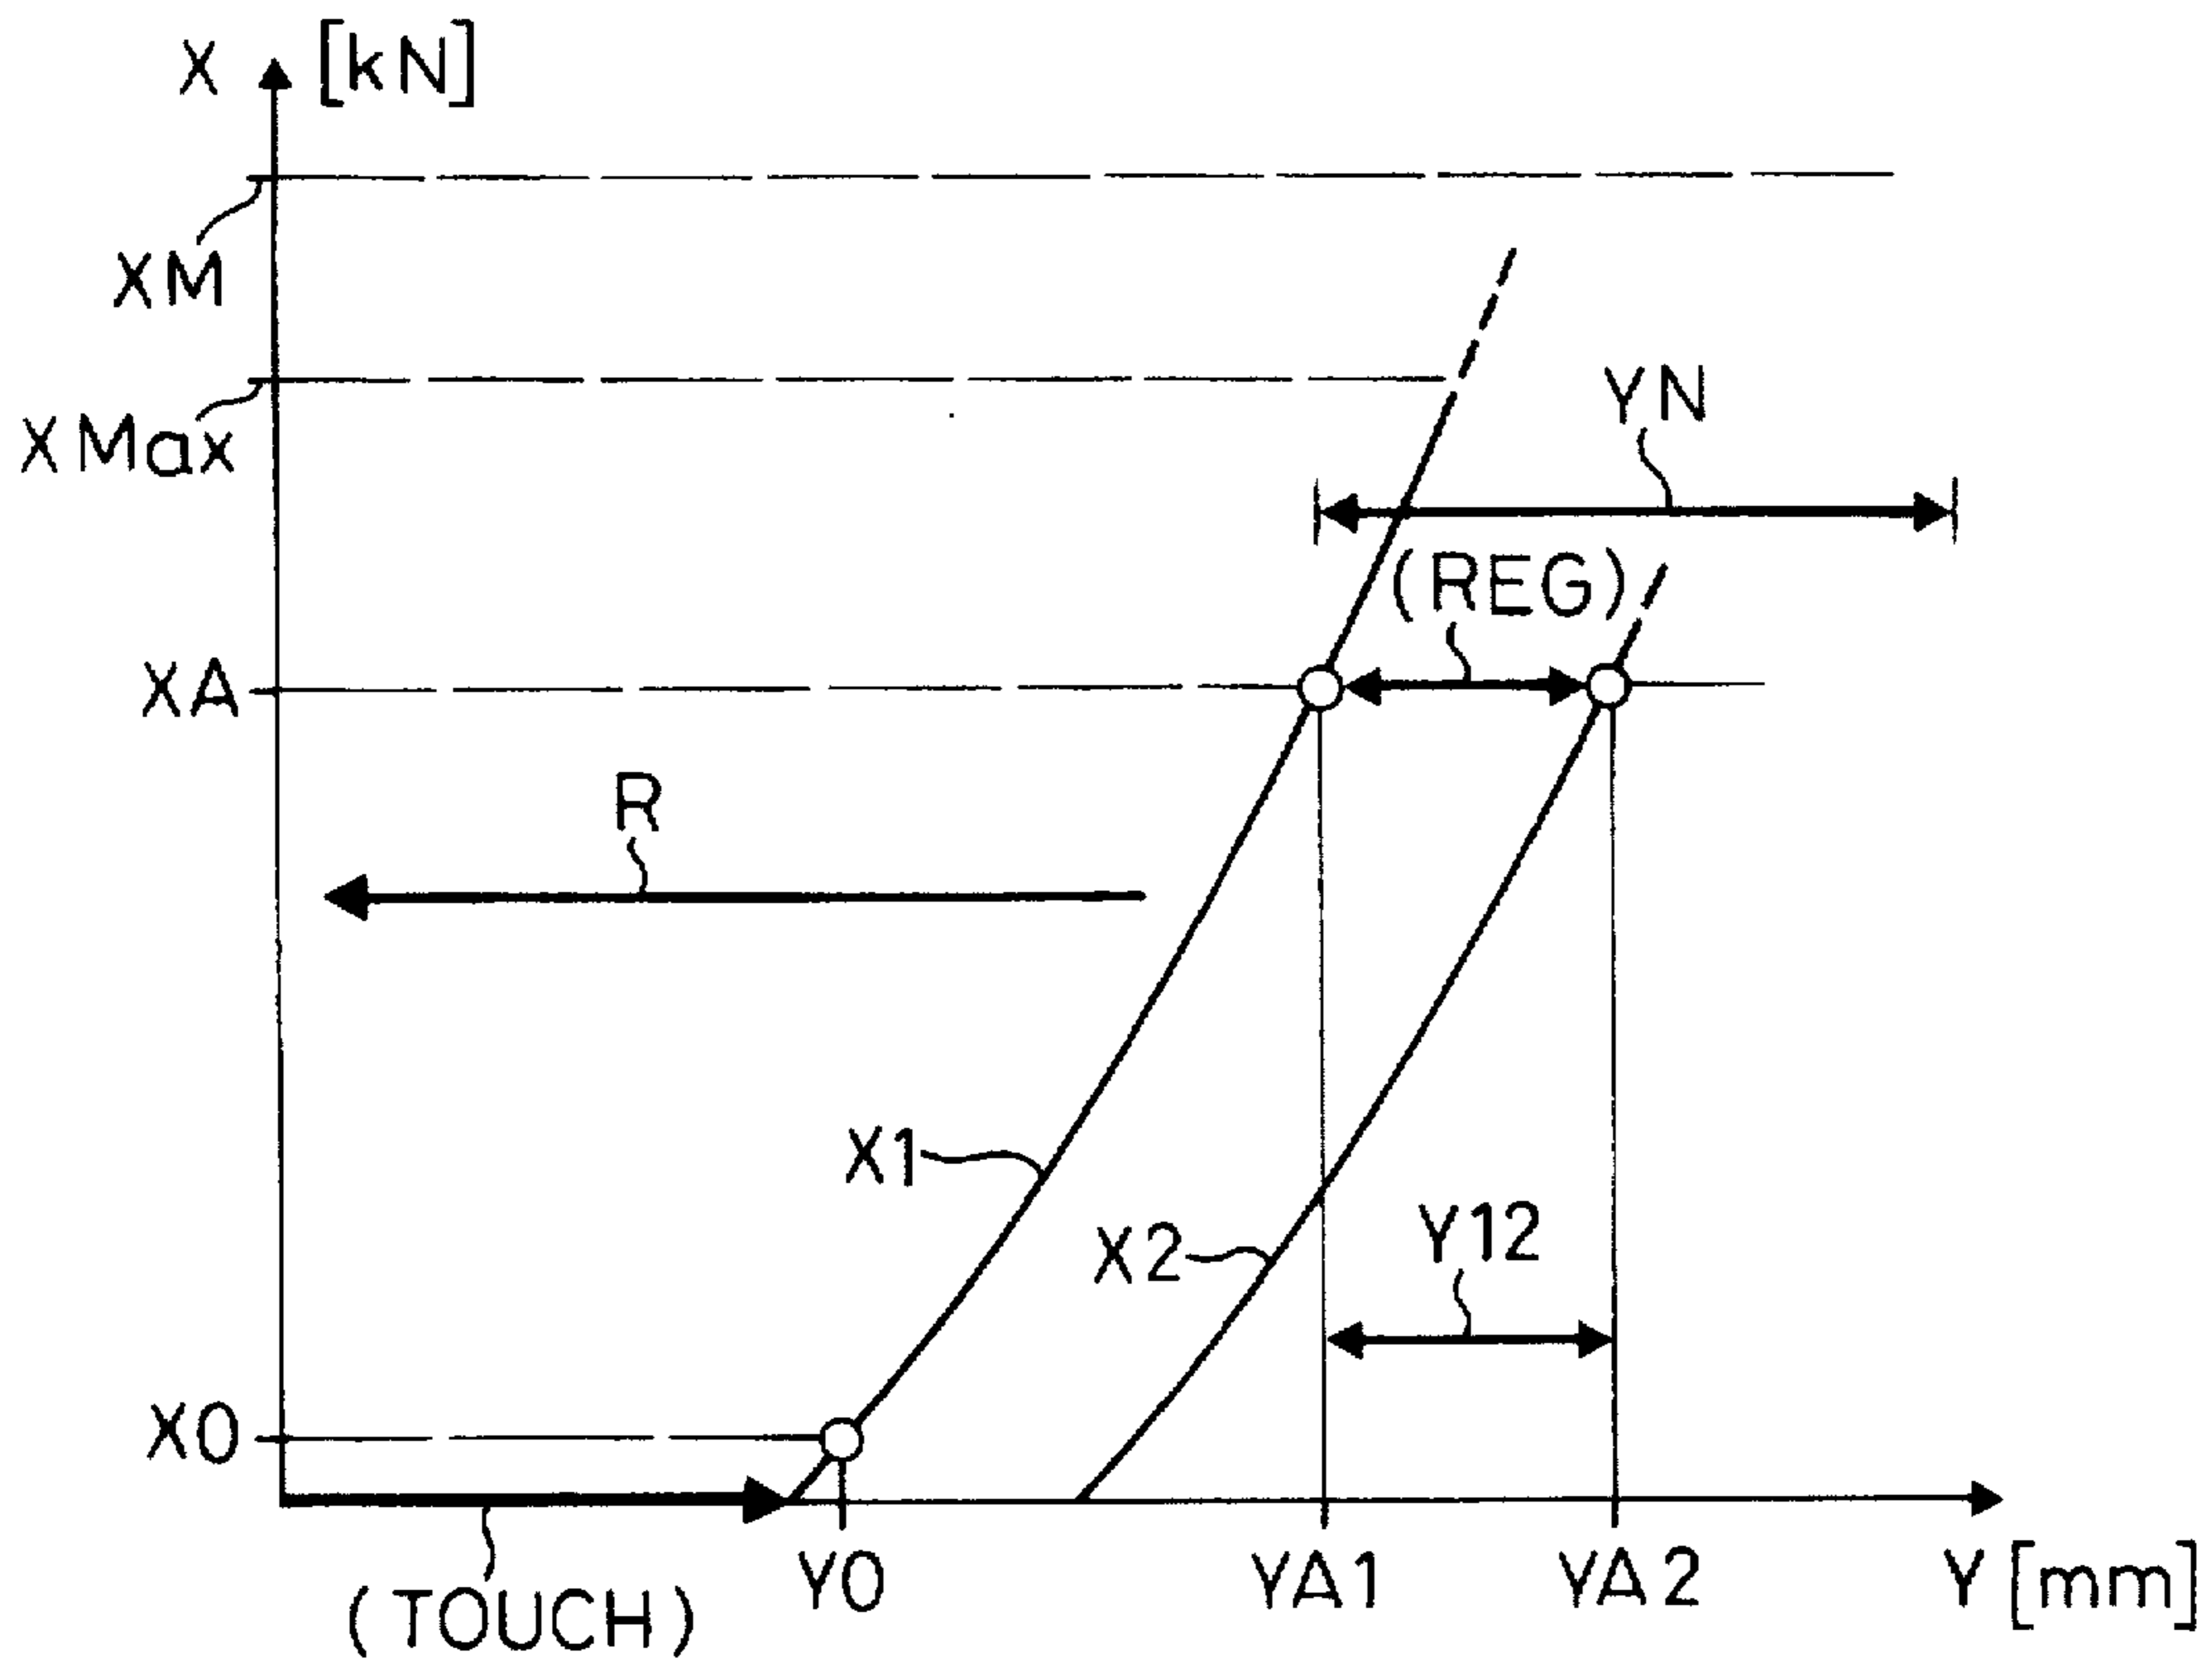 X [kN]
XM
XMax
YN
(REG)
XA
R
X1
X2
Y12
X0
(TOUCH)
Y0
YA1
YA2
Y [mm]